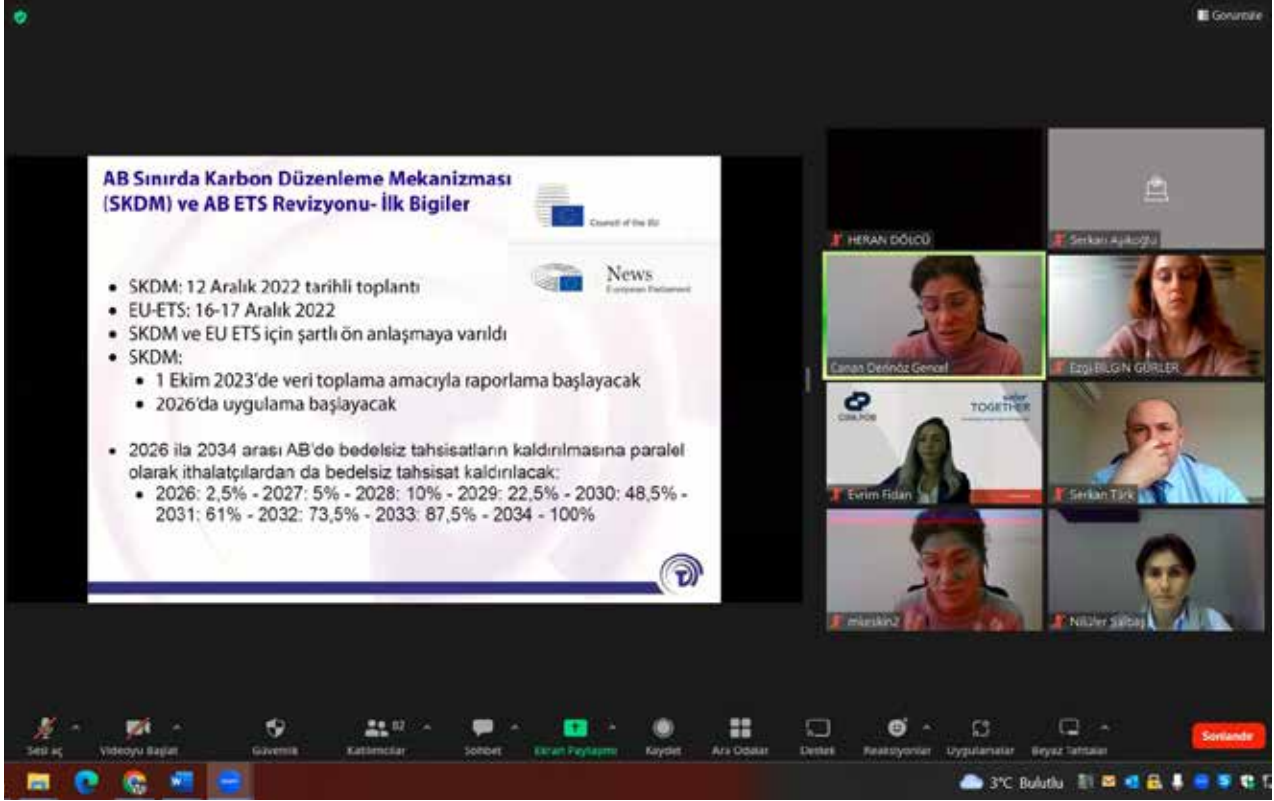 Görüntüle
AB Sınırda Karbon Düzenleme Mekanizması
(SKDM) ve AB ETS Revizyonu- İlk Bigiler
Council of the EU
News
European Parliament
• SKDM: 12 Aralık 2022 tarihli toplantı
• EU-ETS: 16-17 Aralık 2022
• SKDM ve EU ETS için şartlı ön anlaşmaya varıldı
• SKDM:
• 1 Ekim 2023'de veri toplama amacıyla raporlama başlayacak
• 2026'da uygulama başlayacak
• 2026 ila 2034 arası AB'de bedelsiz tahsisatların kaldırılmasına paralel
olarak ithalatçılardan da bedelsiz tahsisat kaldırılacak:
• 2026: 2,5% - 2027: 5% - 2028: 10% - 2029: 22,5% - 2030: 48,5% -
2031: 61% - 2032: 73,5% - 2033: 87,5% - 2034 - 100%
HERAN DÖLCÜ
Serkan Aşıkoğlu
Canan Derinöz Gencel
Ezgi BİLGİN GÜRLER
TOGETHER
Evrim Fidan
Serkan Türk
mkeskin2
Nilüfer Salbaş
Sesi aç
Videoyu Başlat
Güvenlik
82
Katılımcılar
Sohbet
Ekran Paylaşımı
Kaydet
Ara Odalar
Destek
Reaksiyonlar
Uygulamalar
Beyaz Tahtalar
Sonlandır
3°C Bulutlu